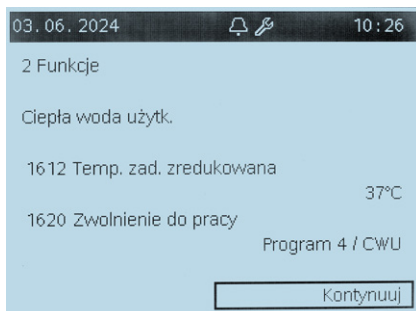 03.06.2024 10:26
2 Funkcje
Ciepła woda użytk.
1612 Temp. zad. zredukowana
37°C
1620 Zwolnienie do pracy
Program 4 / CWU
Kontynuuj